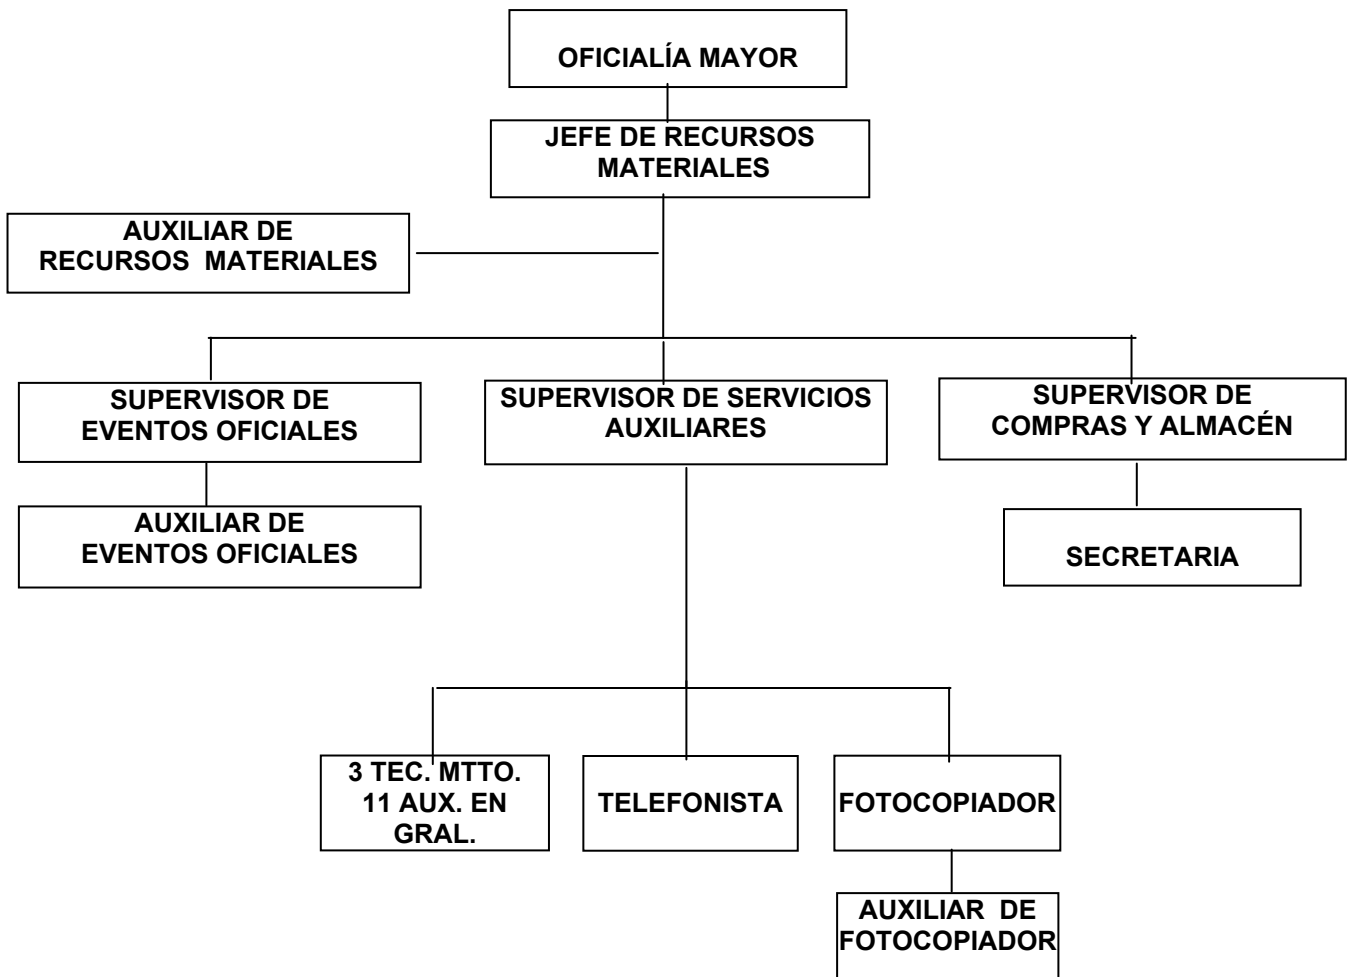 OFICIALÍA MAYOR
JEFE DE RECURSOS
MATERIALES
AUXILIAR DE
RECURSOS MATERIALES
SUPERVISOR DE
EVENTOS OFICIALES
SUPERVISOR DE SERVICIOS
AUXILIARES
SUPERVISOR DE
COMPRAS Y ALMACÉN
AUXILIAR DE
EVENTOS OFICIALES
SECRETARIA
3 TEC. MTTO.
11 AUX. EN
GRAL.
TELEFONISTA
FOTOCOPIADOR
AUXILIAR DE
FOTOCOPIADOR